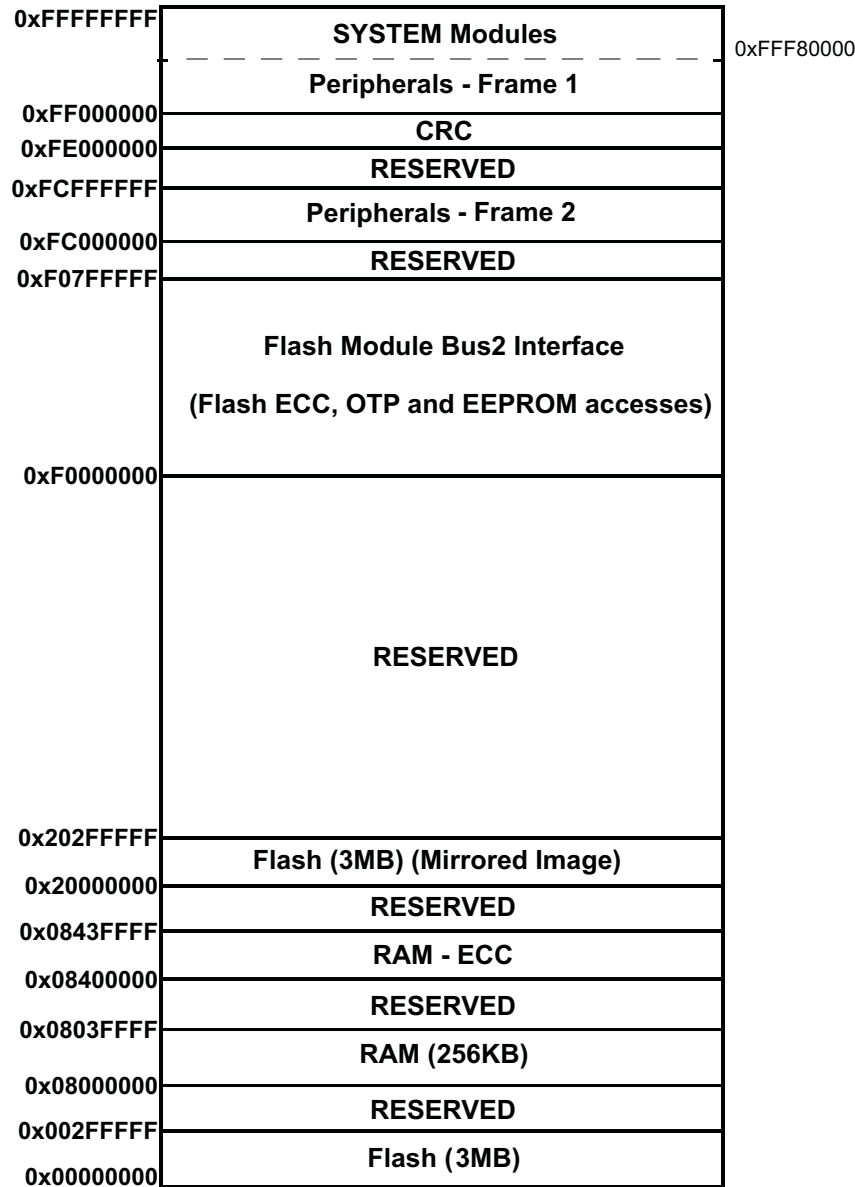 0xFFFFFFFF
SYSTEM Modules
0xFFF80000
Peripherals - Frame 1
0xFF000000
CRC
0xFE000000
RESERVED
0xFCFFFFFF
Peripherals - Frame 2
0xFC000000
RESERVED
0xF07FFFFF
Flash Module Bus2 Interface
(Flash ECC, OTP and EEPROM accesses)
0xF0000000
RESERVED
0x202FFFFF
Flash (3MB) (Mirrored Image)
0x20000000
RESERVED
0x0843FFFF
RAM - ECC
0x08400000
RESERVED
0x0803FFFF
RAM (256KB)
0x08000000
RESERVED
0x002FFFFF
Flash (3MB)
0x00000000